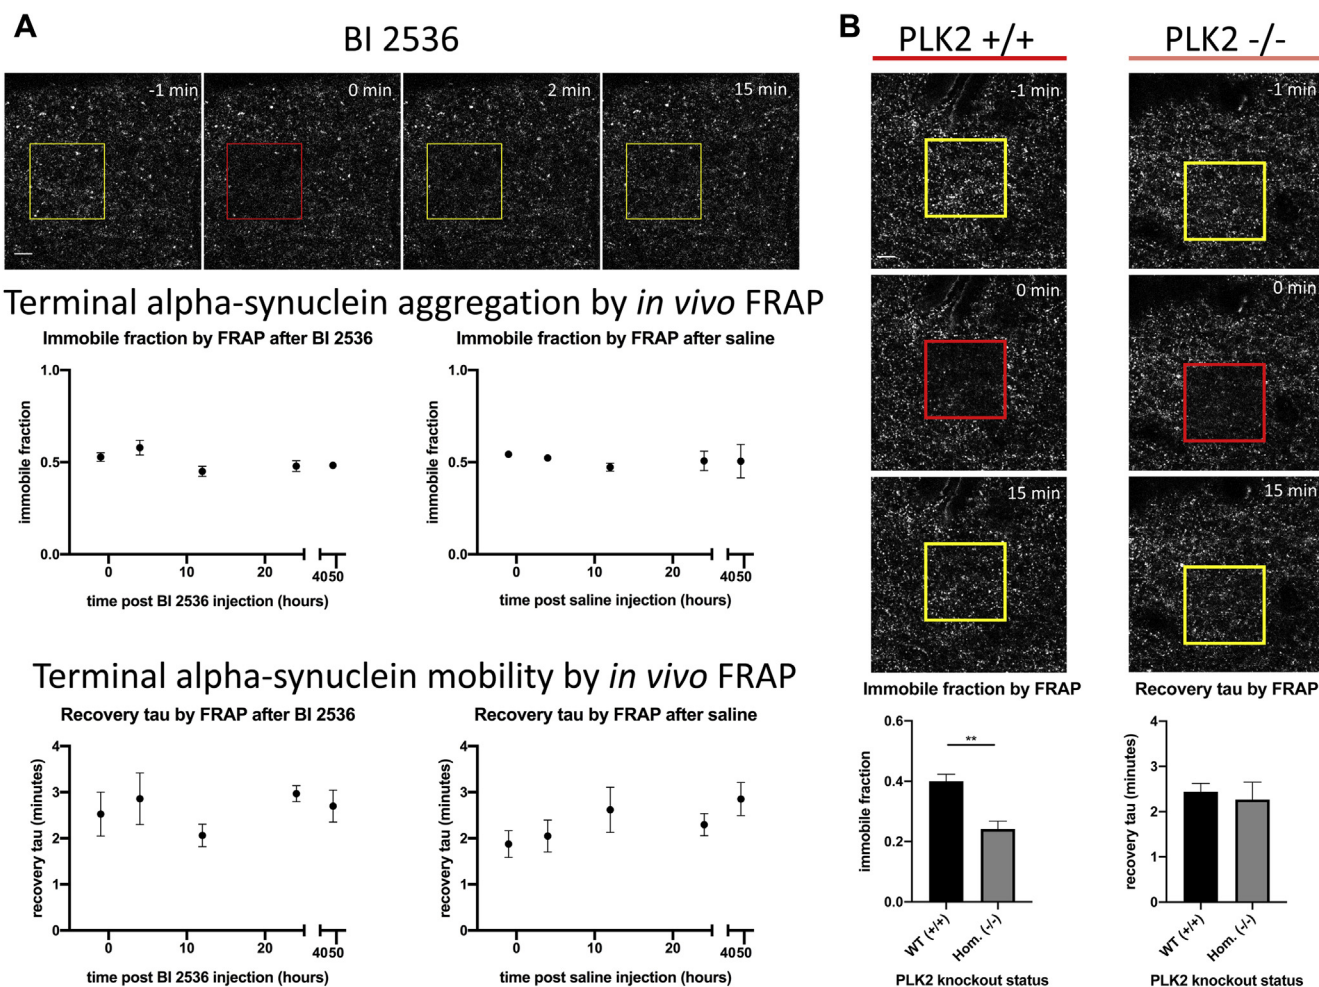 A
BI 2536
-1 min
0 min
2 min
15 min
Terminal alpha-synuclein aggregation by in vivo FRAP
Immobile fraction by FRAP after BI 2536
immobile fraction
1.0
0.5
0.0
0
10
20
4050
time post BI 2536 injection (hours)
Immobile fraction by FRAP after saline
immobile fraction
1.0
0.5
0.0
0
10
20
4050
time post saline injection (hours)
Terminal alpha-synuclein mobility by in vivo FRAP
Recovery tau by FRAP after BI 2536
recovery tau (minutes)
4
3
2
1
0
0
10
20
4050
time post BI 2536 injection (hours)
Recovery tau by FRAP after saline
recovery tau (minutes)
4
3
2
1
0
0
10
20
4050
time post saline injection (hours)
B
PLK2 +/+
PLK2 -/-
-1 min
-1 min
0 min
0 min
15 min
15 min
Immobile fraction by FRAP
immobile fraction
0.6
0.4
0.2
0.0
**
WT (+/+)
Hom. (-/-)
PLK2 knockout status
Recovery tau by FRAP
recovery tau (minutes)
4
3
2
1
0
WT (+/+)
Hom. (-/-)
PLK2 knockout status